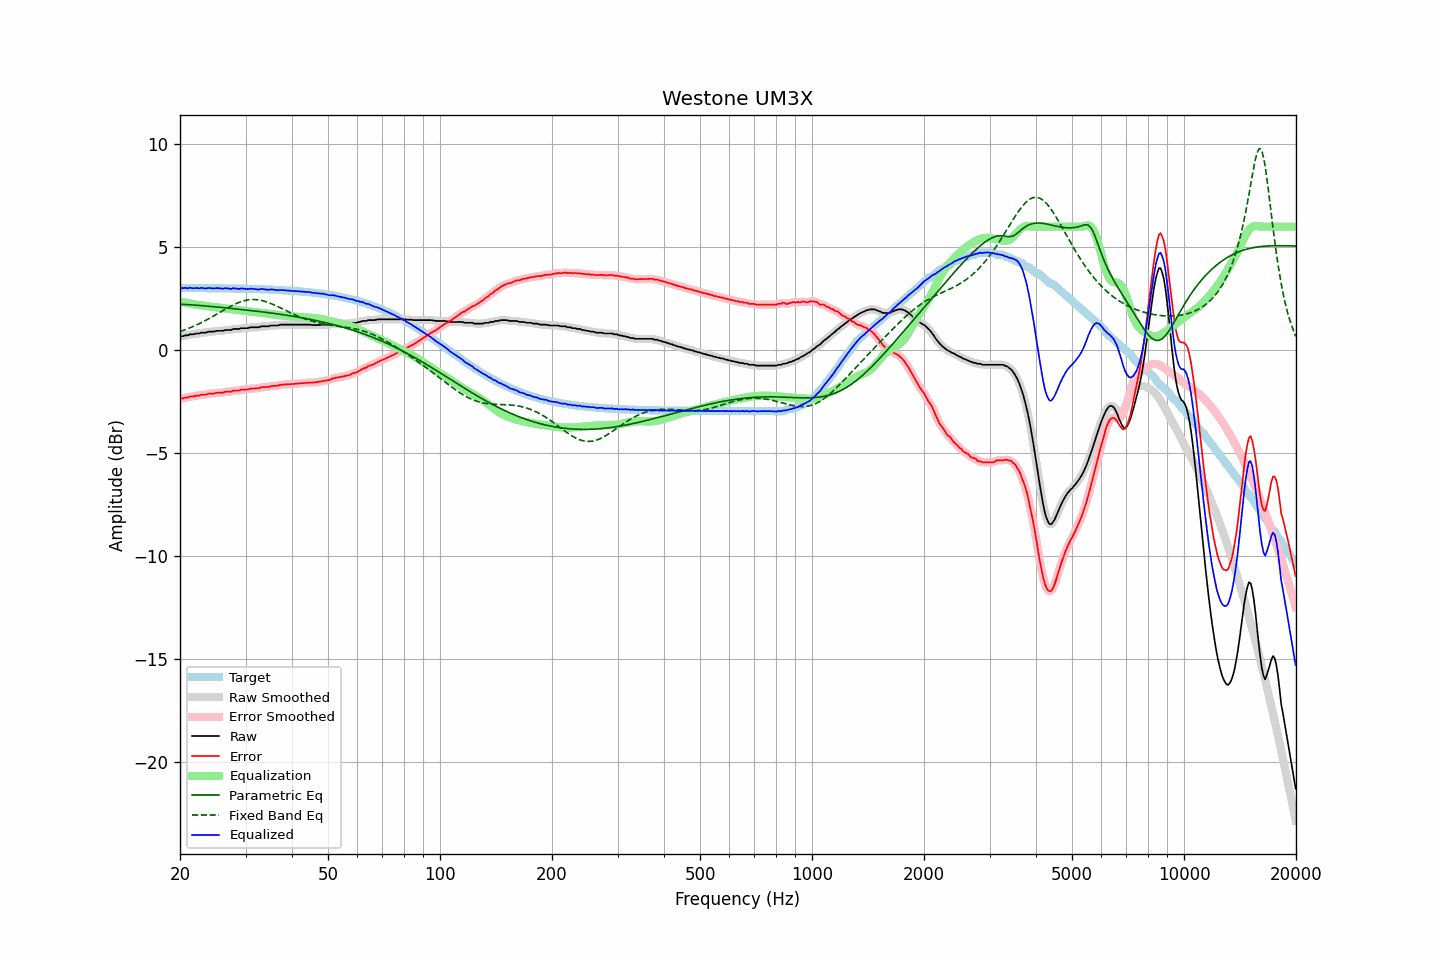 Westone UM3X
10
5
0
−5
−10
−15
−20
Amplitude (dBr)
Target
Raw Smoothed
Error Smoothed
Raw
Error
Equalization
Parametric Eq
Fixed Band Eq
Equalized
20 50 100 200 500 1000 2000 5000 10000 20000
Frequency (Hz)